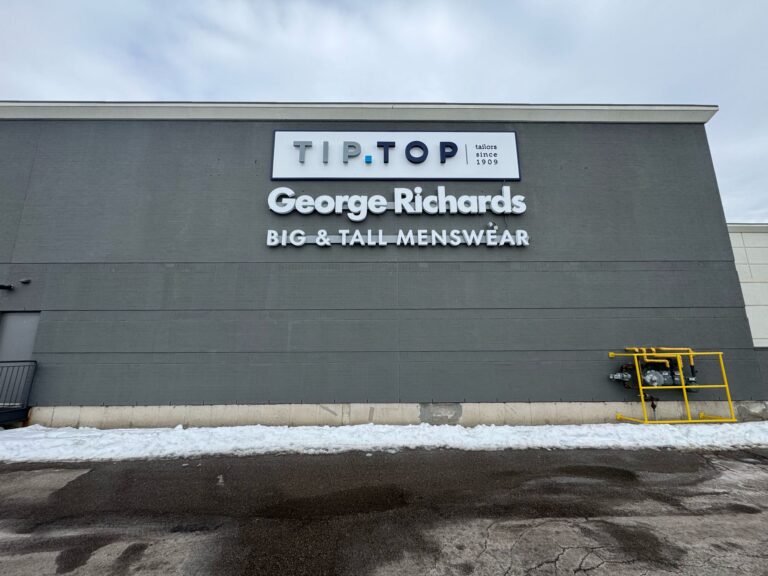 TIP.TOP
tailors
since
1909
George Richards
BIG & TALL MENSWEAR